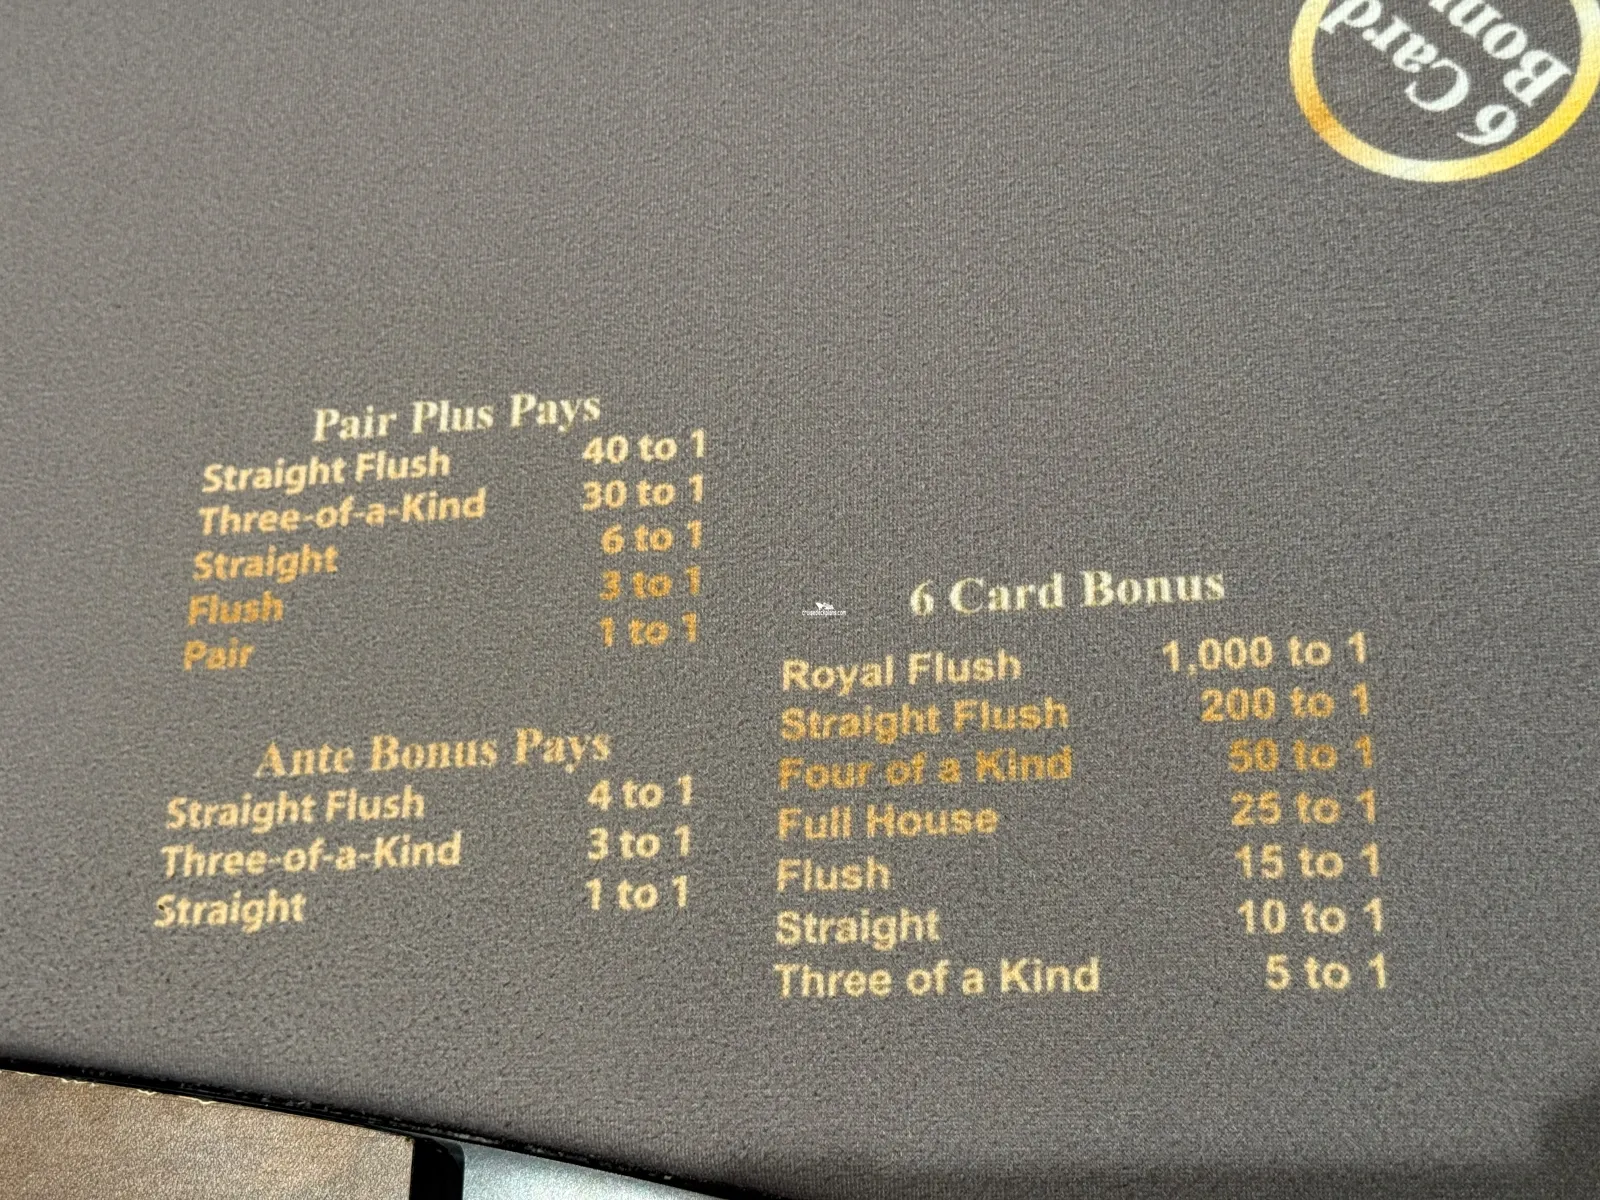 6 Card
Pair Plus Pays
Straight Flush 40 to 1
Three-of-a-Kind 30 to 1
Straight 6 to 1
Flush 3 to 1
Pair 1 to 1
Ante Bonus Pays
Straight Flush 4 to 1
Three-of-a-Kind 3 to 1
Straight 1 to 1
6 Card Bonus
Royal Flush 1,000 to 1
Straight Flush 200 to 1
Four of a Kind 50 to 1
Full House 25 to 1
Flush 15 to 1
Straight 10 to 1
Three of a Kind 5 to 1